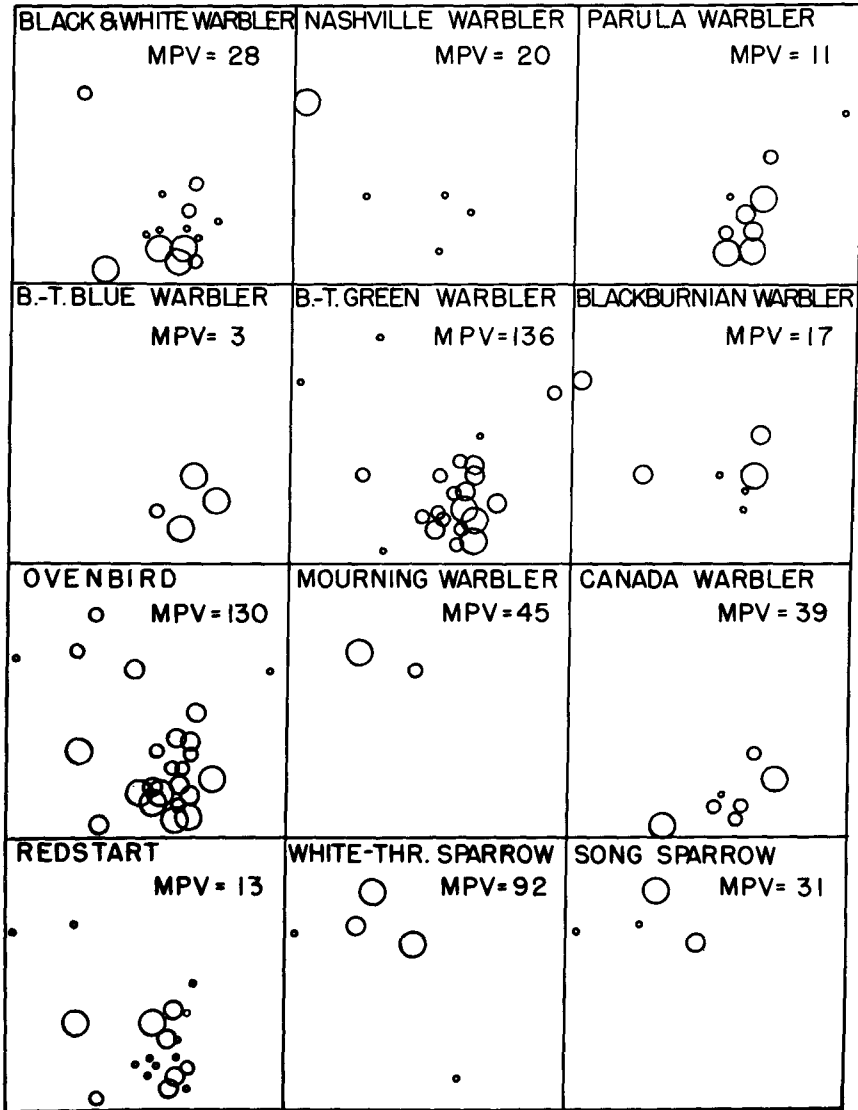 BLACK & WHITE WARBLER
MPV = 28
NASHVILLE WARBLER
MPV = 20
PARULA WARBLER
MPV = 11
B.-T. BLUE WARBLER
MPV = 3
B.-T. GREEN WARBLER
MPV = 136
BLACKBURNIAN WARBLER
MPV = 17
OVENBIRD
MPV = 130
MOURNING WARBLER
MPV = 45
CANADA WARBLER
MPV = 39
REDSTART
MPV = 13
WHITE-THR. SPARROW
MPV = 92
SONG SPARROW
MPV = 31